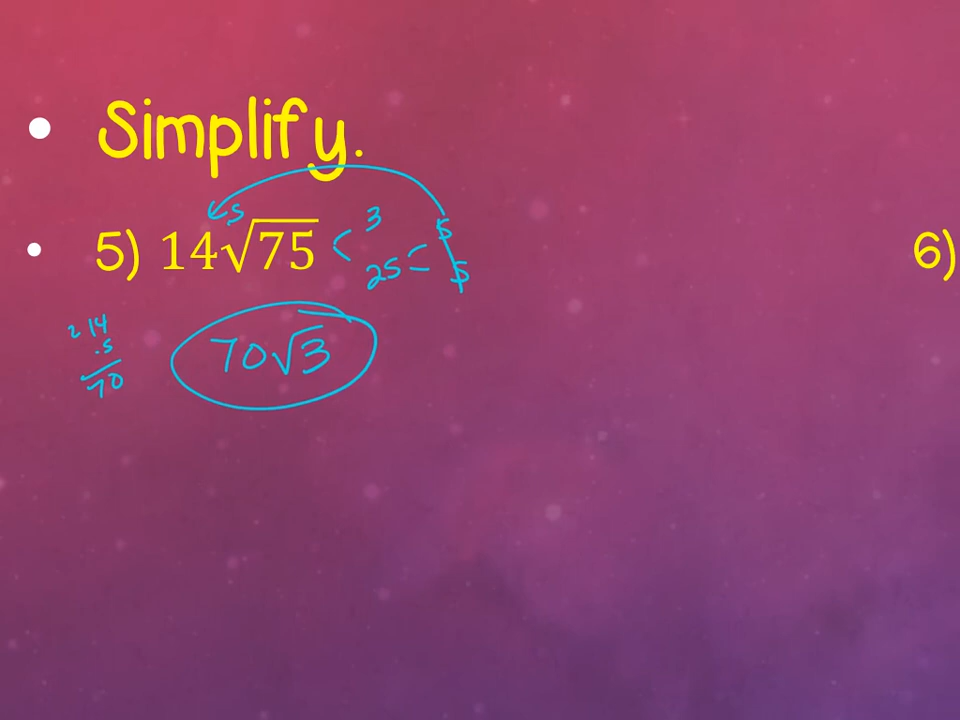 • Simplify.
• 5) 14√75 · 5 < 3
25 < 5
5
6)
2 14
· 5
70
70√3